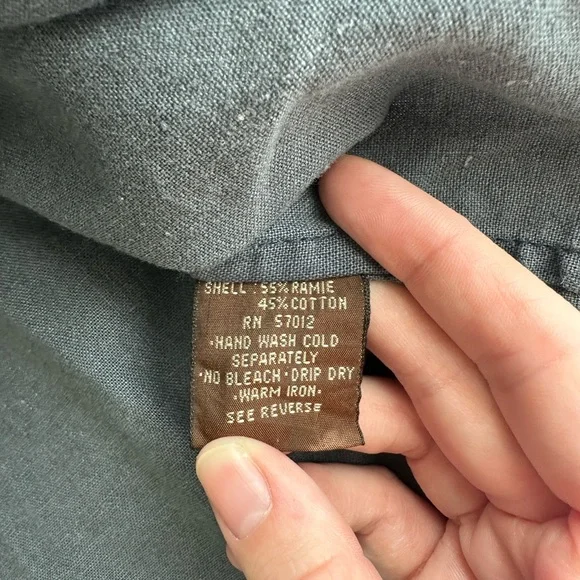 SHELL : 55% RAMIE
45% COTTON
RN 57012
·HAND WASH COLD
SEPARATELY
·NO BLEACH·DRIP DRY
·WARM IRON·
SEE REVERSE